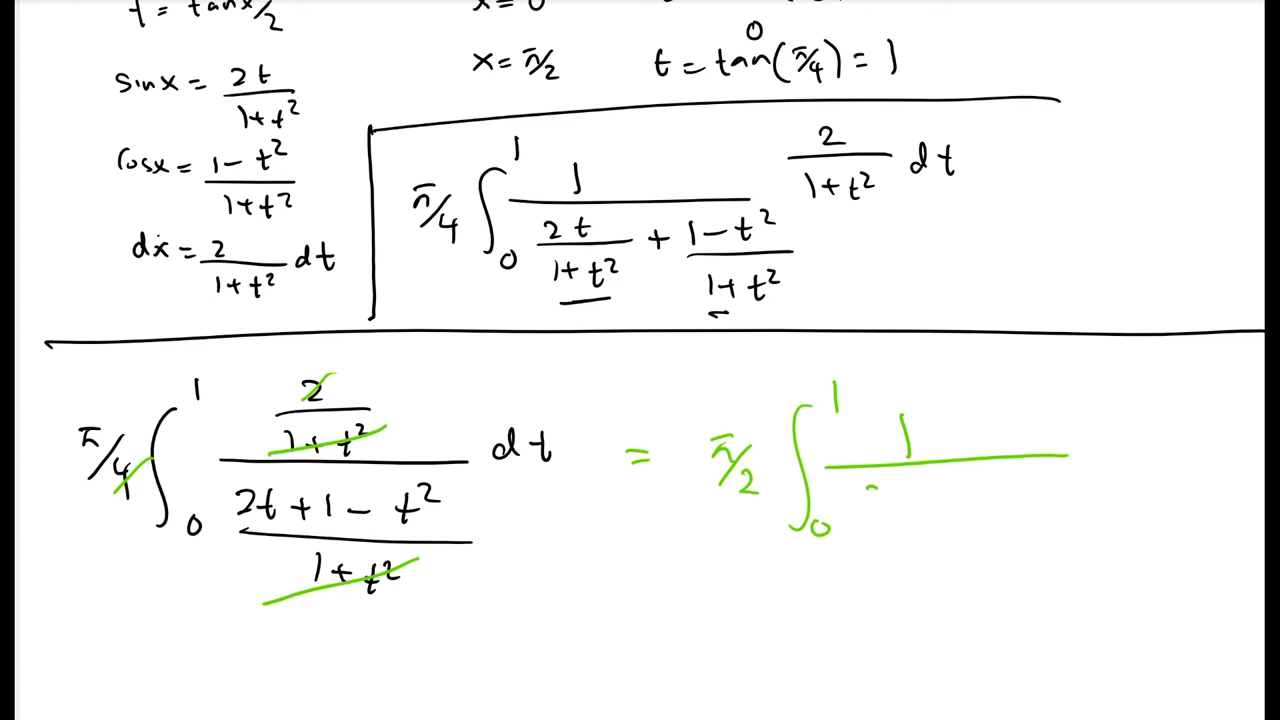 t = tan x/2
x = 0
0
x = π/2 t = tan(π/4) = 1
sin x = 2t / 1+t²
cos x = 1-t² / 1+t²
dx = 2 / 1+t² dt
π/4 ∫₀¹ 1 / (2t / 1+t² + 1-t² / 1+t²) 2 / 1+t² dt
π/4 ∫₀¹ (2 / 1+t²) / (2t+1-t² / 1+t²) dt = π/2 ∫₀¹ 1